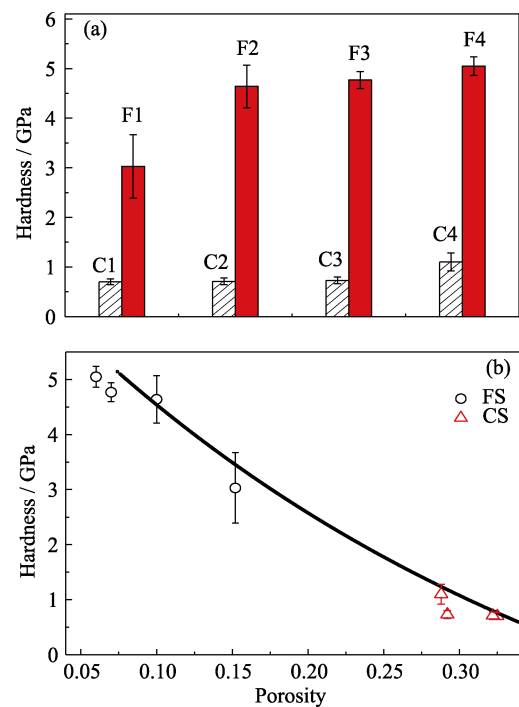 (a)
6
5
4
3
2
1
0
Hardness / GPa
F1
F2
F3
F4
C1
C2
C3
C4
(b)
FS
CS
5
4
3
2
1
0
Hardness / GPa
0.05
0.10
0.15
0.20
0.25
0.30
Porosity